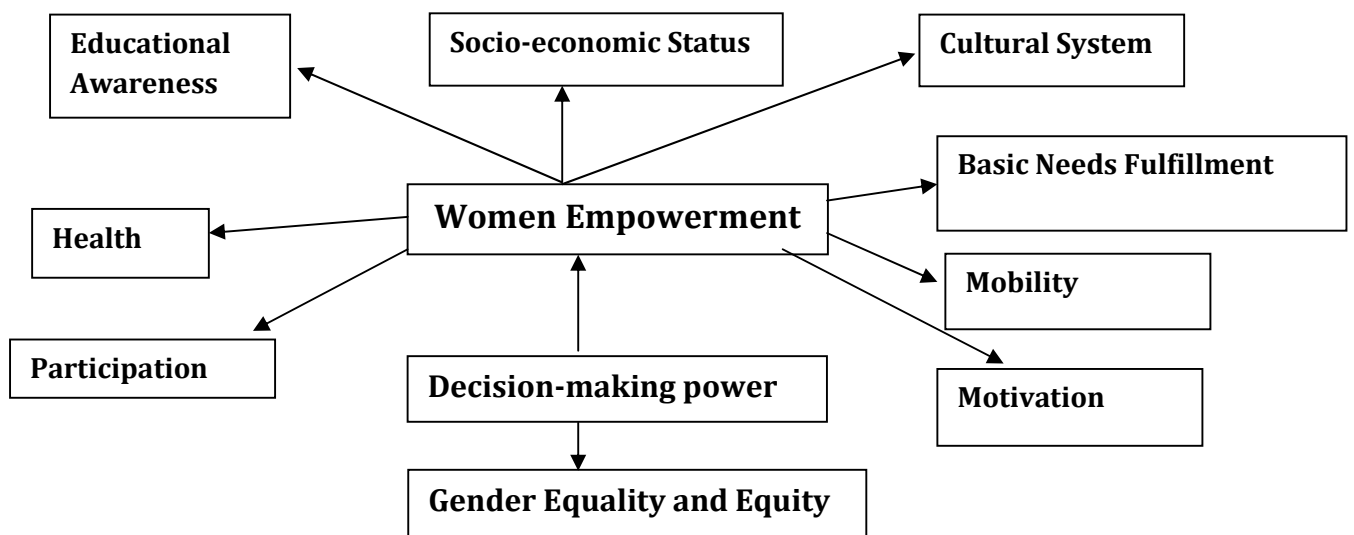 Educational
Awareness
Socio-economic Status
Cultural System
Basic Needs Fulfillment
Women Empowerment
Health
Mobility
Participation
Decision-making power
Motivation
Gender Equality and Equity